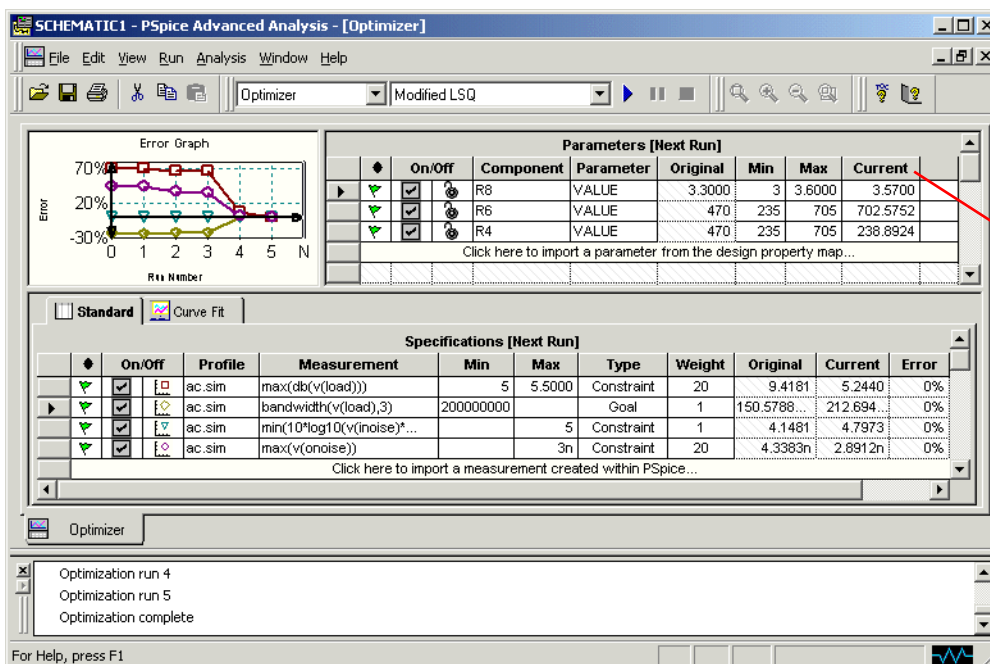 SCHEMATIC1 - PSpice Advanced Analysis - [Optimizer]
File Edit View Run Analysis Window Help
Optimizer Modified LSQ
Error Graph
70%
20%
-30%
Error
0 1 2 3 4 5 N
Run Number
Parameters [Next Run]
On/Off Component Parameter Original Min Max Current
R8 VALUE 3.3000 3 3.6000 3.5700
R6 VALUE 470 235 705 702.5752
R4 VALUE 470 235 705 238.8924
Click here to import a parameter from the design property map...
Standard Curve Fit
Specifications [Next Run]
On/Off Profile Measurement Min Max Type Weight Original Current Error
ac.sim max(db(v(load))) 5 5.5000 Constraint 20 9.4181 5.2440 0%
ac.sim bandwidth(v(load),3) 200000000 Goal 1 150.5788... 212.694... 0%
ac.sim min(10*log10(v(inoise)*... 5 Constraint 1 4.1481 4.7973 0%
ac.sim max(v(onoise)) 3n Constraint 20 4.3383n 2.8912n 0%
Click here to import a measurement created within PSpice...
Optimizer
Optimization run 4
Optimization run 5
Optimization complete
For Help, press F1